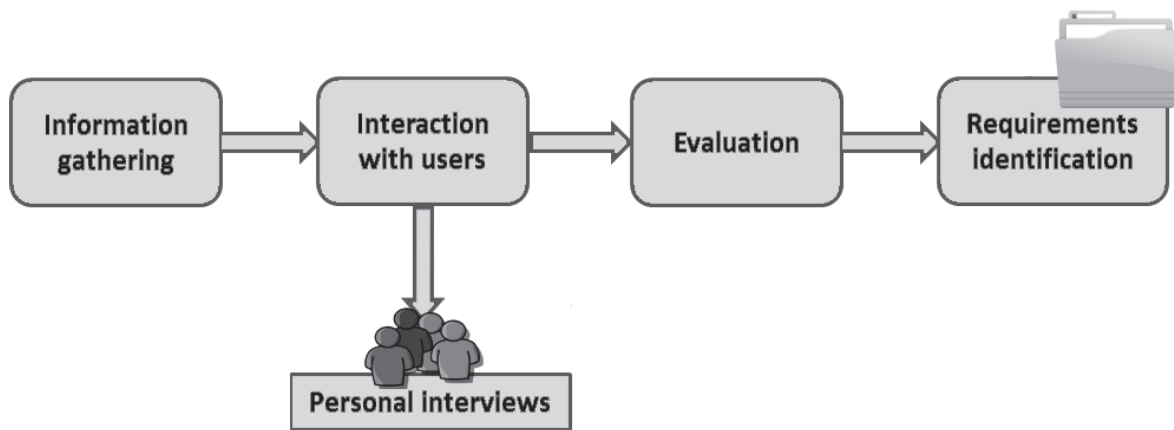 Information
gathering
Interaction
with users
Evaluation
Requirements
identification
Personal interviews